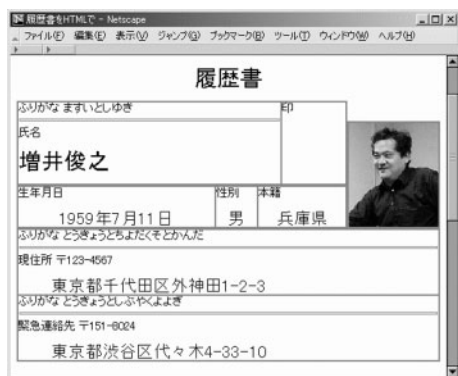 履歴書をHTMLで - Netscape
ファイル(F) 編集(E) 表示(V) ジャンプ(G) ブックマーク(B) ツール(T) ウィンドウ(W) ヘルプ(H)
履歴書
ふりがな ますいとしゆき
印
氏名
増井俊之
生年月日 性別 本籍
1959年7月11日 男 兵庫県
ふりがな とうきょうとちよだくそとかんだ
現住所 〒123-4567
東京都千代田区外神田1-2-3
ふりがな とうきょうとしぶやくよよぎ
緊急連絡先 〒151-8024
東京都渋谷区代々木4-33-10